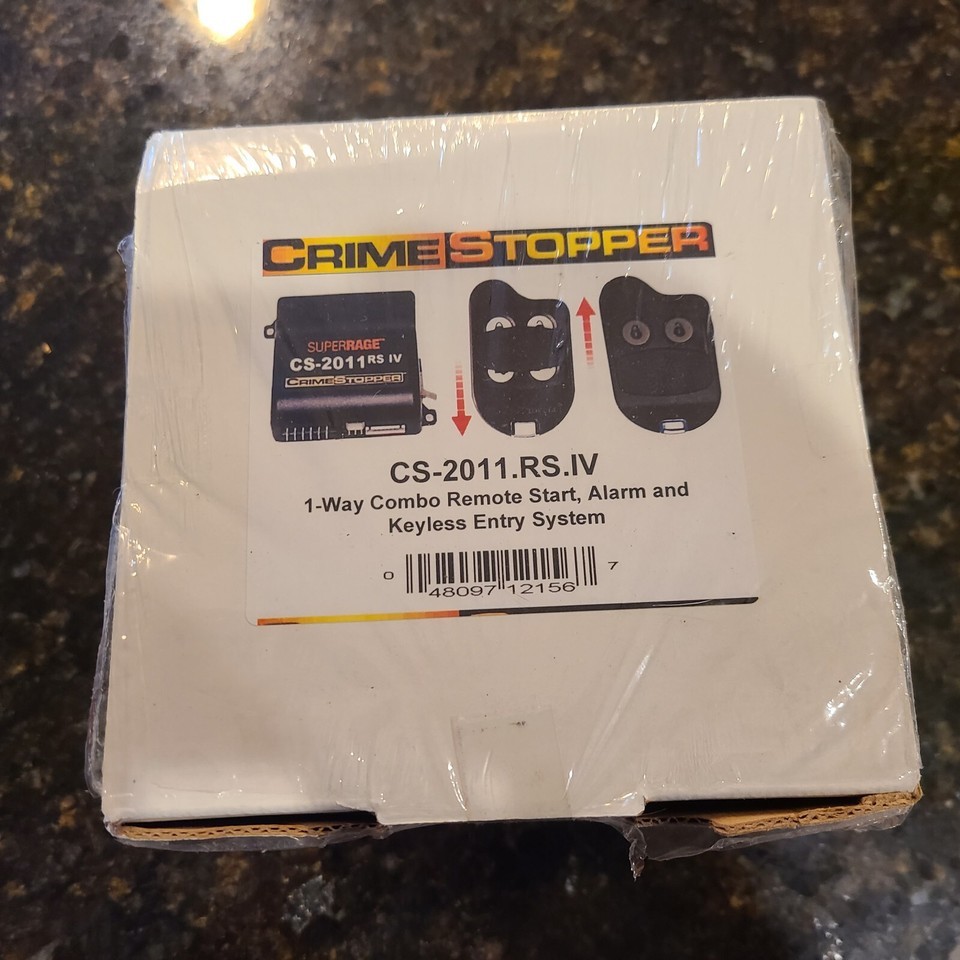 CRIMESTOPPER
SUPERRAGE
CS-2011 RS IV
CRIMESTOPPER
CS-2011.RS.IV
1-Way Combo Remote Start, Alarm and
Keyless Entry System
0 48097 12156 7